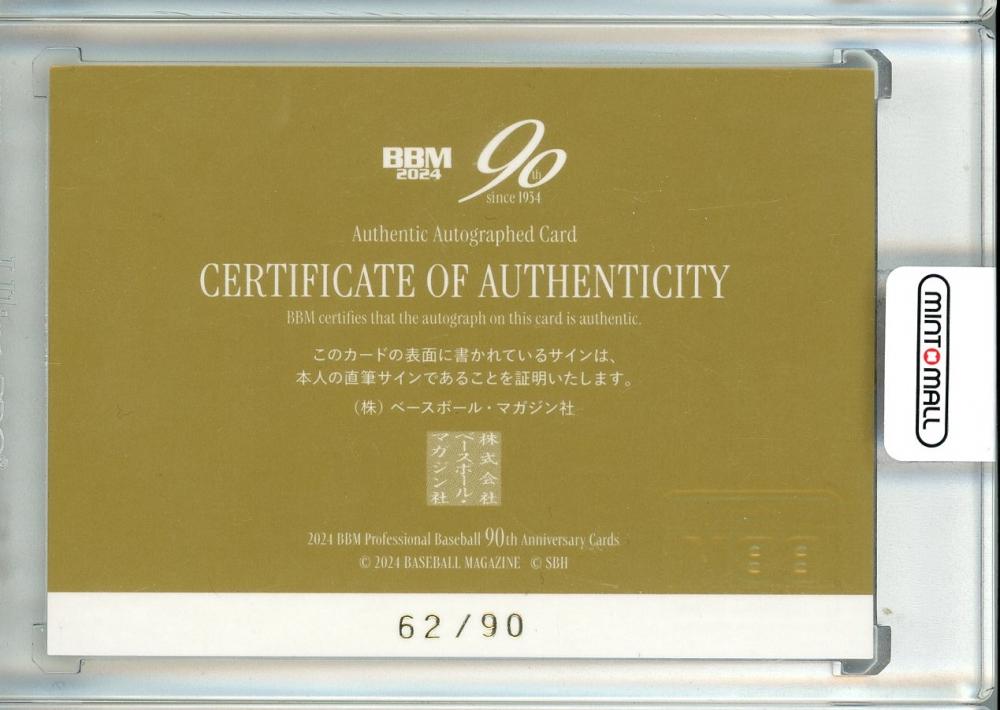 BBM
2024
90th
since 1934
Authentic Autographed Card
CERTIFICATE OF AUTHENTICITY
BBM certifies that the autograph on this card is authentic.
このカードの表面に書かれているサインは、
本人の直筆サインであることを証明いたします。
(株) ベースボール・マガジン社
株式会社
ベースボール・
マガジン社
2024 BBM Professional Baseball 90th Anniversary Cards
© 2024 BASEBALL MAGAZINE © SBH
62/90
MINTMALL